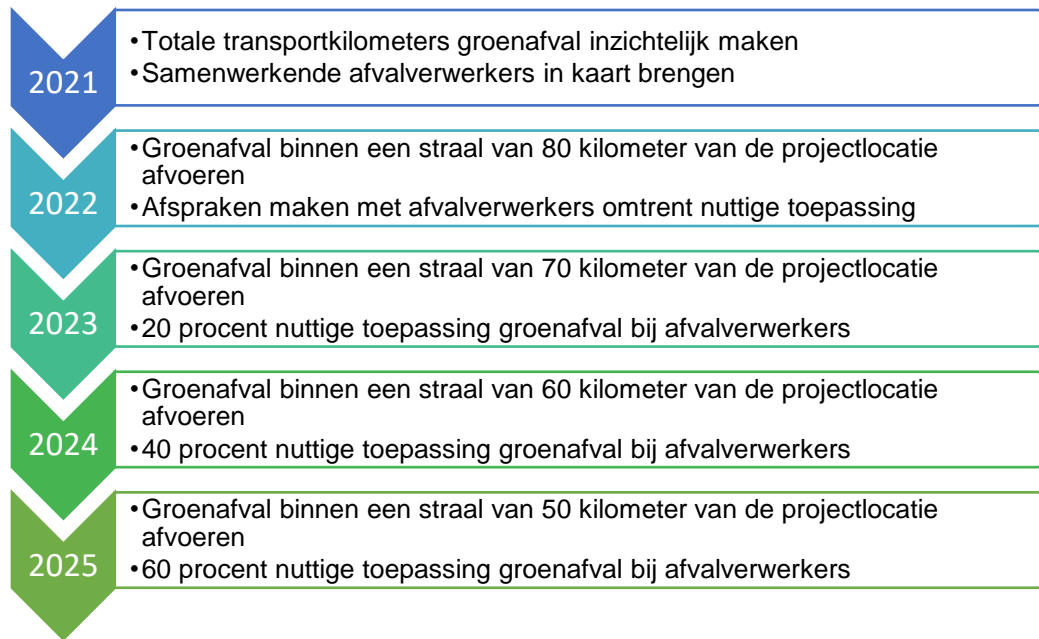 2021
•Totale transportkilometers groenafval inzichtelijk maken
•Samenwerkende afvalverwerkers in kaart brengen
2022
•Groenafval binnen een straal van 80 kilometer van de projectlocatie
afvoeren
•Afspraken maken met afvalverwerkers omtrent nuttige toepassing
2023
•Groenafval binnen een straal van 70 kilometer van de projectlocatie
afvoeren
•20 procent nuttige toepassing groenafval bij afvalverwerkers
2024
•Groenafval binnen een straal van 60 kilometer van de projectlocatie
afvoeren
•40 procent nuttige toepassing groenafval bij afvalverwerkers
2025
•Groenafval binnen een straal van 50 kilometer van de projectlocatie
afvoeren
•60 procent nuttige toepassing groenafval bij afvalverwerkers